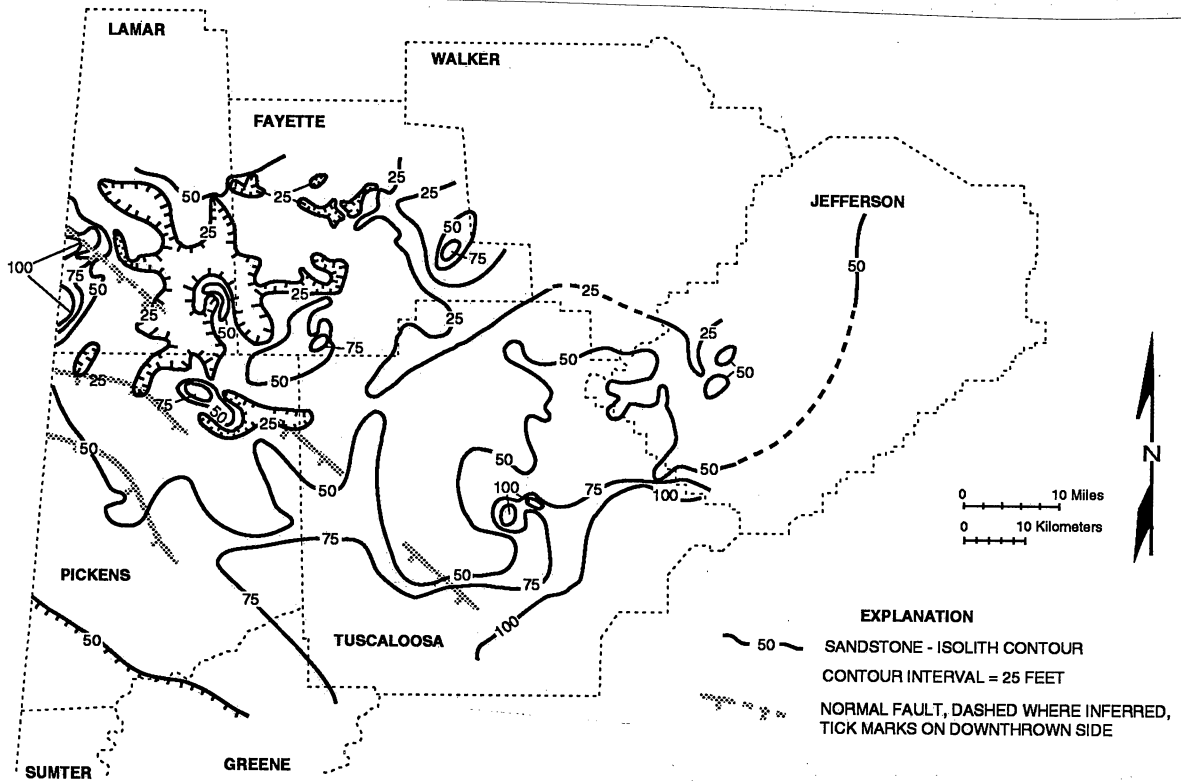 LAMAR
WALKER
FAYETTE
JEFFERSON
50
25
25
25
25
50
75
50
100
75
50
25
25
50
25
25
75
50
25
50
50
25
75
50
25
50
50
50
100
75
50
100
75
50
75
75
100
50
PICKENS
TUSCALOOSA
SUMTER
GREENE
N
0 10 Miles
0 10 Kilometers
EXPLANATION
50 SANDSTONE - ISOLITH CONTOUR
CONTOUR INTERVAL = 25 FEET
NORMAL FAULT, DASHED WHERE INFERRED,
TICK MARKS ON DOWNTHROWN SIDE